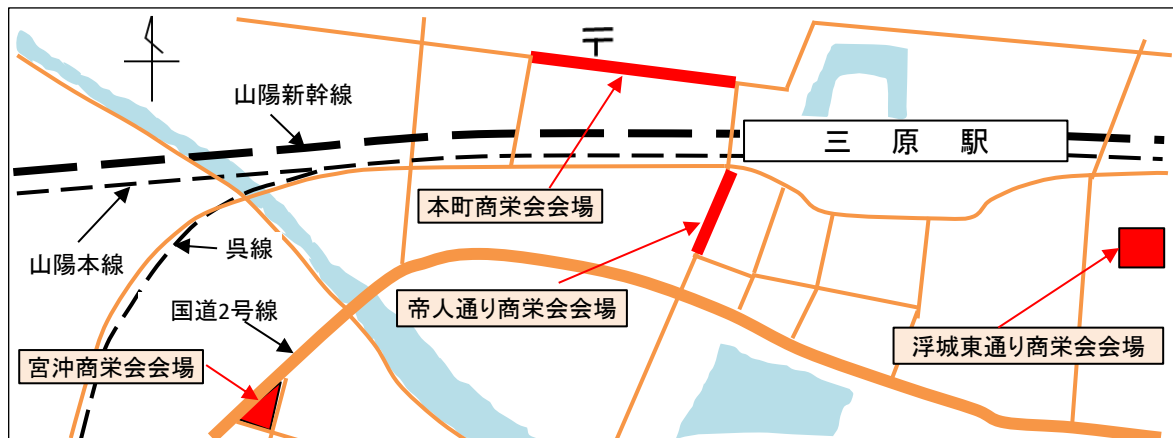 〒
山陽新幹線
三原駅
本町商栄会会場
山陽本線
呉線
帝人通り商栄会会場
国道2号線
浮城東通り商栄会会場
宮沖商栄会会場